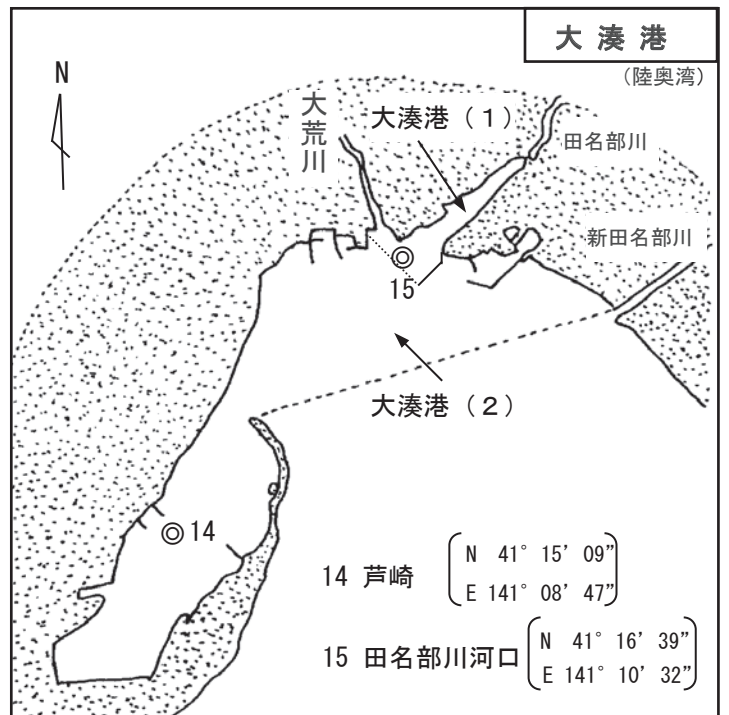 大湊港
(陸奥湾)
N
大荒川
大湊港(1)
田名部川
新田名部川
15
大湊港(2)
14
14 芦崎
N 41° 15’ 09”
E 141° 08’ 47”
15 田名部川河口
N 41° 16’ 39”
E 141° 10’ 32”